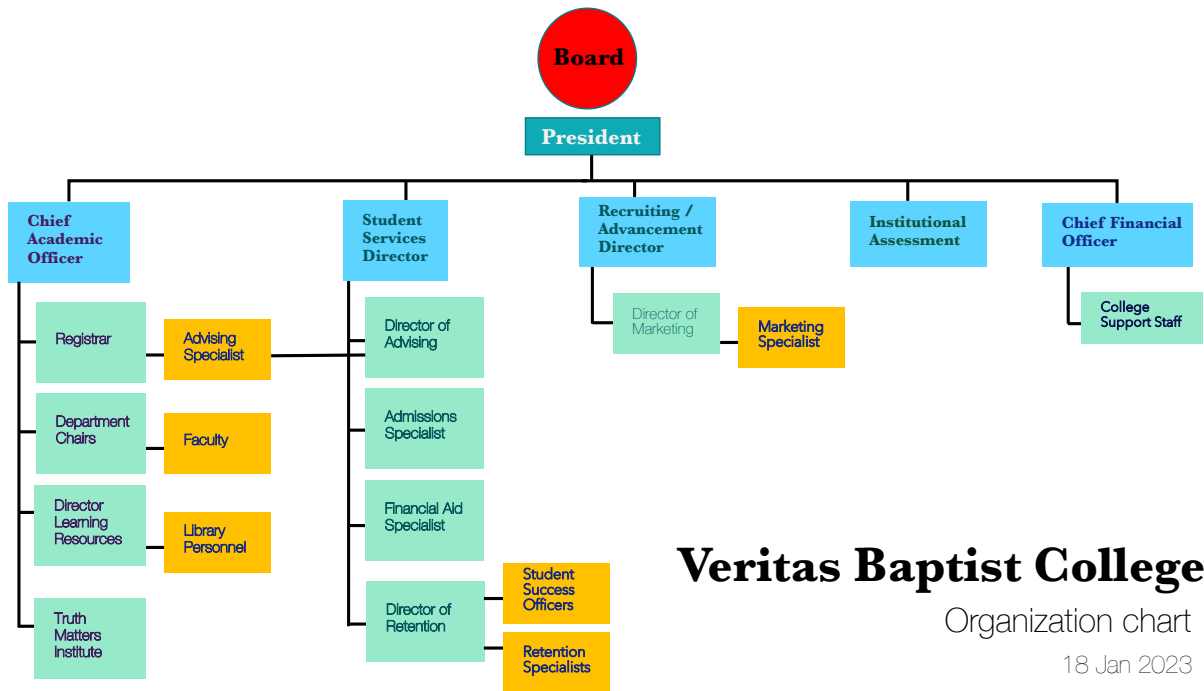 Board
President
Chief
Academic
Officer
Student
Services
Director
Recruiting /
Advancement
Director
Institutional
Assessment
Chief Financial
Officer
Registrar
Advising
Specialist
Department
Chairs
Faculty
Director
Learning
Resources
Library
Personnel
Truth
Matters
Institute
Director of
Advising
Admissions
Specialist
Financial Aid
Specialist
Director of
Retention
Student
Success
Officers
Retention
Specialists
Director of
Marketing
Marketing
Specialist
College
Support Staff
Veritas Baptist College
Organization chart
18 Jan 2023